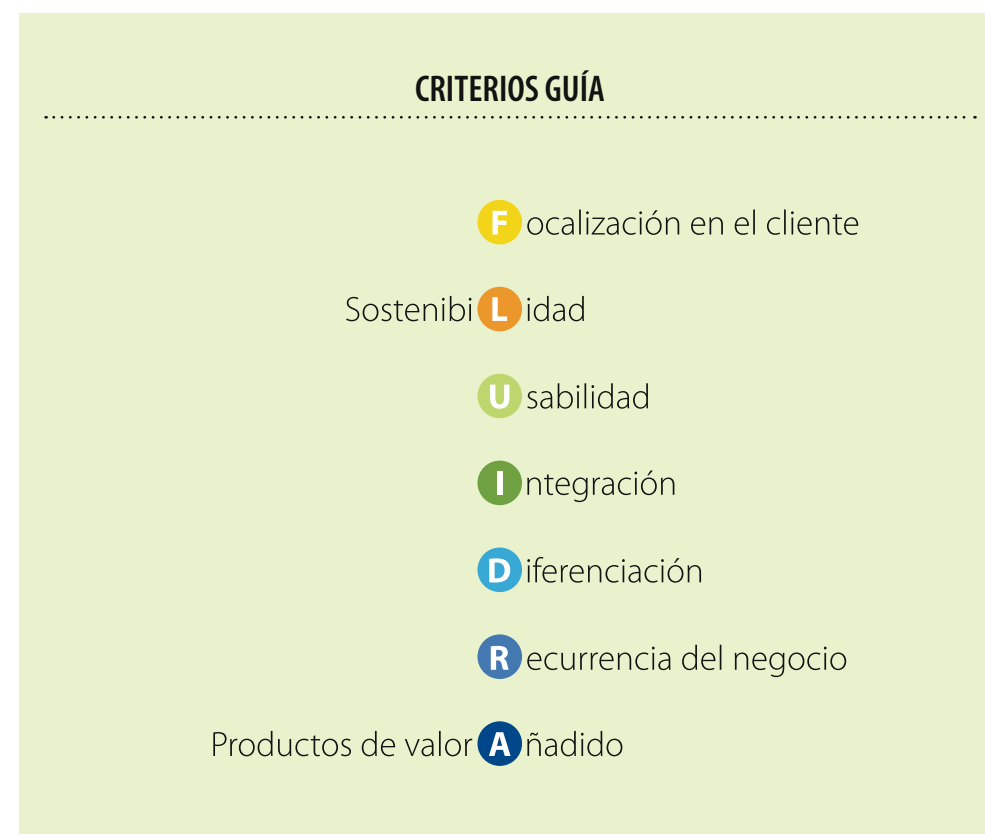 CRITERIOS GUÍA
Focalización en el cliente
SostenibiLidad
Usabilidad
Integración
Diferenciación
Recurrencia del negocio
Productos de valor Añadido